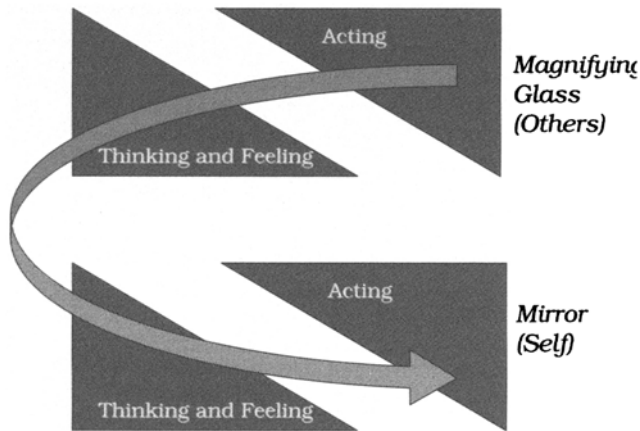 Acting
Magnifying
Glass
(Others)
Thinking and Feeling
Acting
Mirror
(Self)
Thinking and Feeling